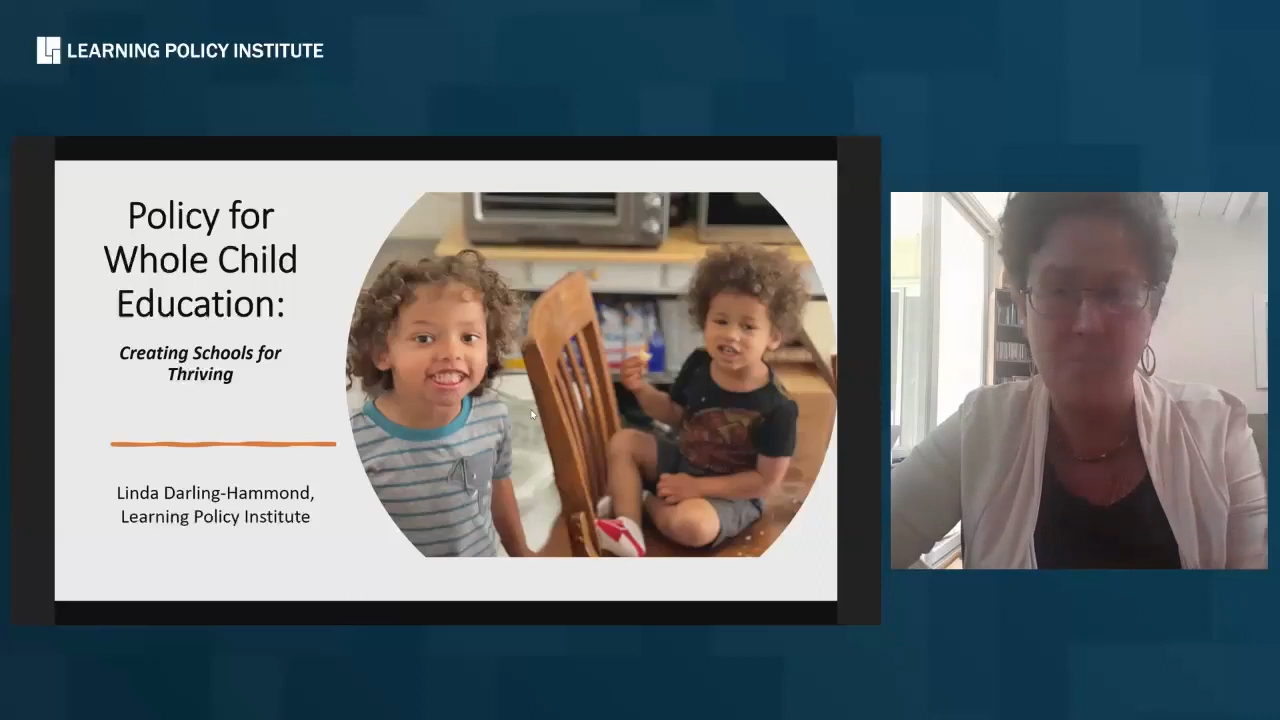 LEARNING POLICY INSTITUTE
Policy for
Whole Child
Education:
Creating Schools for
Thriving
Linda Darling-Hammond,
Learning Policy Institute